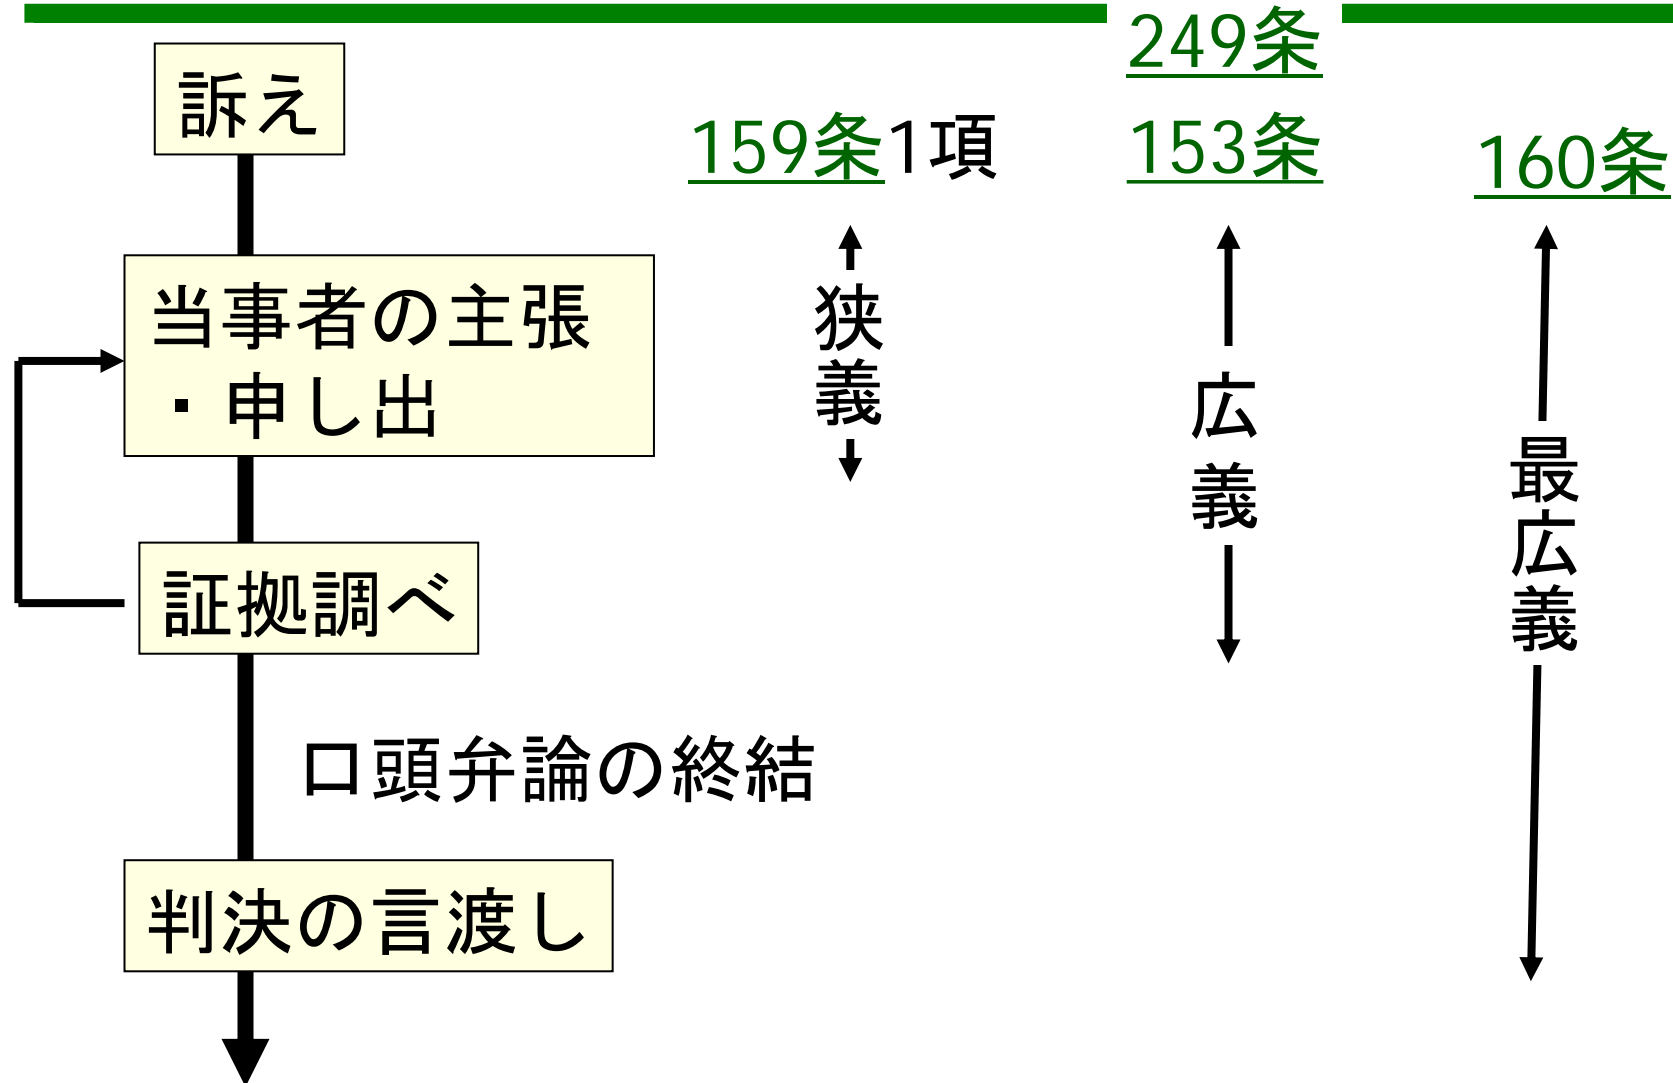 訴え
当事者の主張
・申し出
証拠調べ
口頭弁論の終結
判決の言渡し
159条1項
狭義
249条
153条
広義
160条
最広義